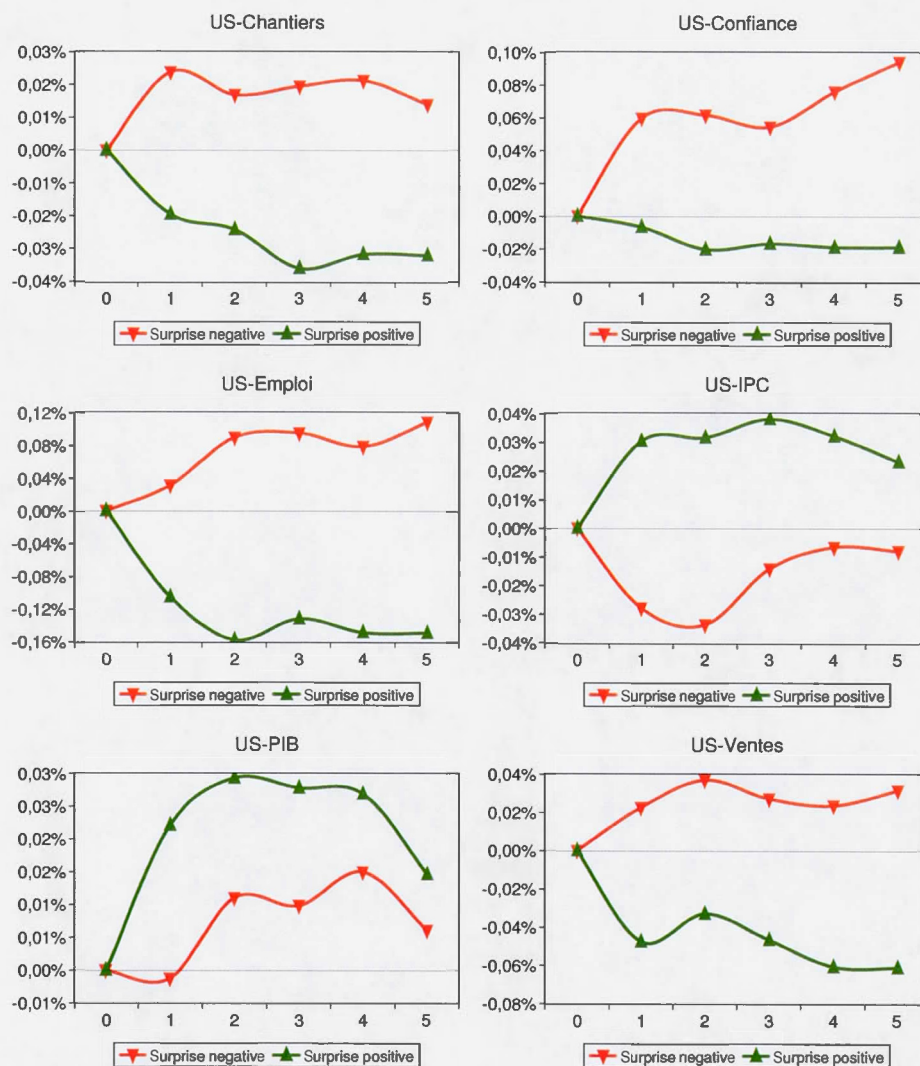 US-Chantiers
0,03%
0,02%
0,02%
0,01%
0,00%
-0,01%
-0,02%
-0,03%
-0,04%
0 1 2 3 4 5
Surprise negative Surprise positive
US-Confiance
0,10%
0,08%
0,06%
0,04%
0,02%
0,00%
-0,02%
-0,04%
0 1 2 3 4 5
Surprise negative Surprise positive
US-Emploi
0,12%
0,08%
0,04%
0,00%
-0,04%
-0,08%
-0,12%
-0,16%
0 1 2 3 4 5
Surprise negative Surprise positive
US-IPC
0,04%
0,03%
0,02%
0,01%
0,00%
-0,01%
-0,02%
-0,03%
-0,04%
0 1 2 3 4 5
Surprise negative Surprise positive
US-PIB
0,03%
0,03%
0,02%
0,02%
0,01%
0,01%
0,00%
-0,01%
0 1 2 3 4 5
Surprise negative Surprise positive
US-Ventes
0,04%
0,02%
0,00%
-0,02%
-0,04%
-0,06%
-0,08%
0 1 2 3 4 5
Surprise negative Surprise positive